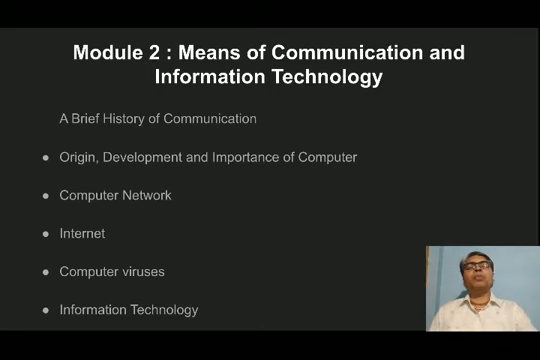 Module 2 : Means of Communication and
Information Technology
A Brief History of Communication
● Origin, Development and Importance of Computer
● Computer Network
● Internet
● Computer viruses
● Information Technology